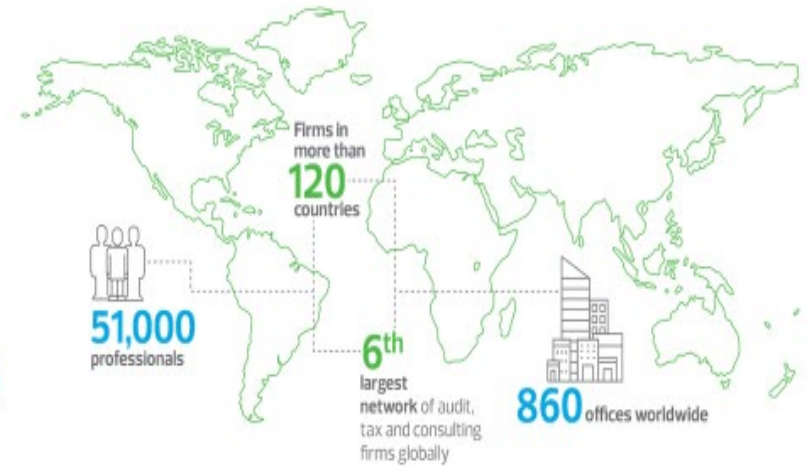 Firms in
more than
120
countries
51,000
professionals
6th
largest
network of audit,
tax and consulting
firms globally
860 offices worldwide